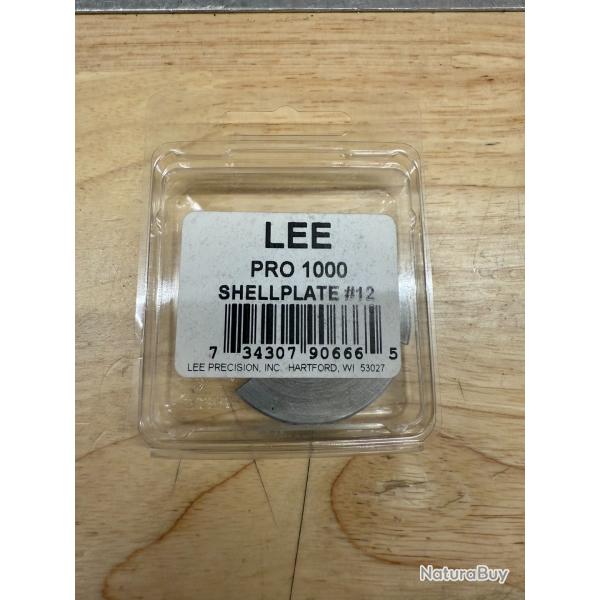 LEE
PRO 1000
SHELLPLATE #12
7 34307 90666 5
LEE PRECISION, INC. HARTFORD, WI 53027
NaturaBuy